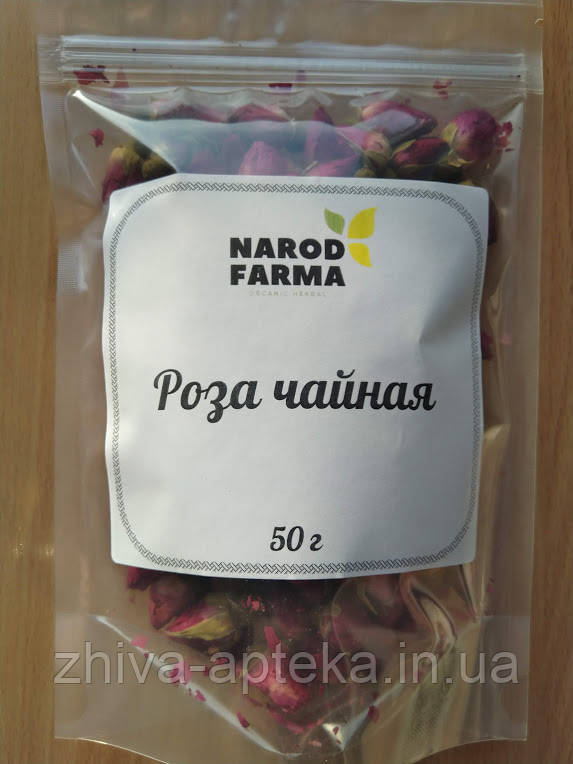 NAROD
FARMA
ORGANIC HERBAL
Роза чайная
50 г
zhiva-apteka.in.ua